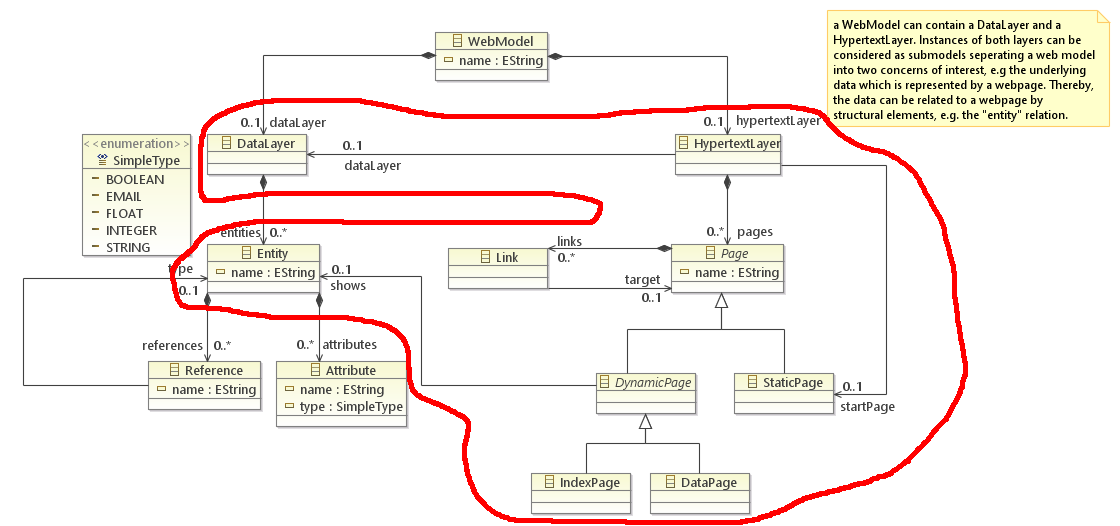 WebModel
name : EString
a WebModel can contain a DataLayer and a
HypertextLayer. Instances of both layers can be
considered as submodels seperating a web model
into two concerns of interest, e.g the underlying
data which is represented by a webpage. Thereby,
the data can be related to a webpage by
structural elements, e.g. the "entity" relation.
0..1 dataLayer
0..1 hypertextLayer
<<enumeration>>
SimpleType
BOOLEAN
EMAIL
FLOAT
INTEGER
STRING
DataLayer
0..1
dataLayer
HypertextLayer
entities 0..*
0..* pages
Entity
name : EString
type
0..1
0..1
shows
Link
links
0..*
target
0..1
Page
name : EString
references 0..*
0..* attributes
Reference
name : EString
Attribute
name : EString
type : SimpleType
DynamicPage
StaticPage
0..1
startPage
IndexPage
DataPage